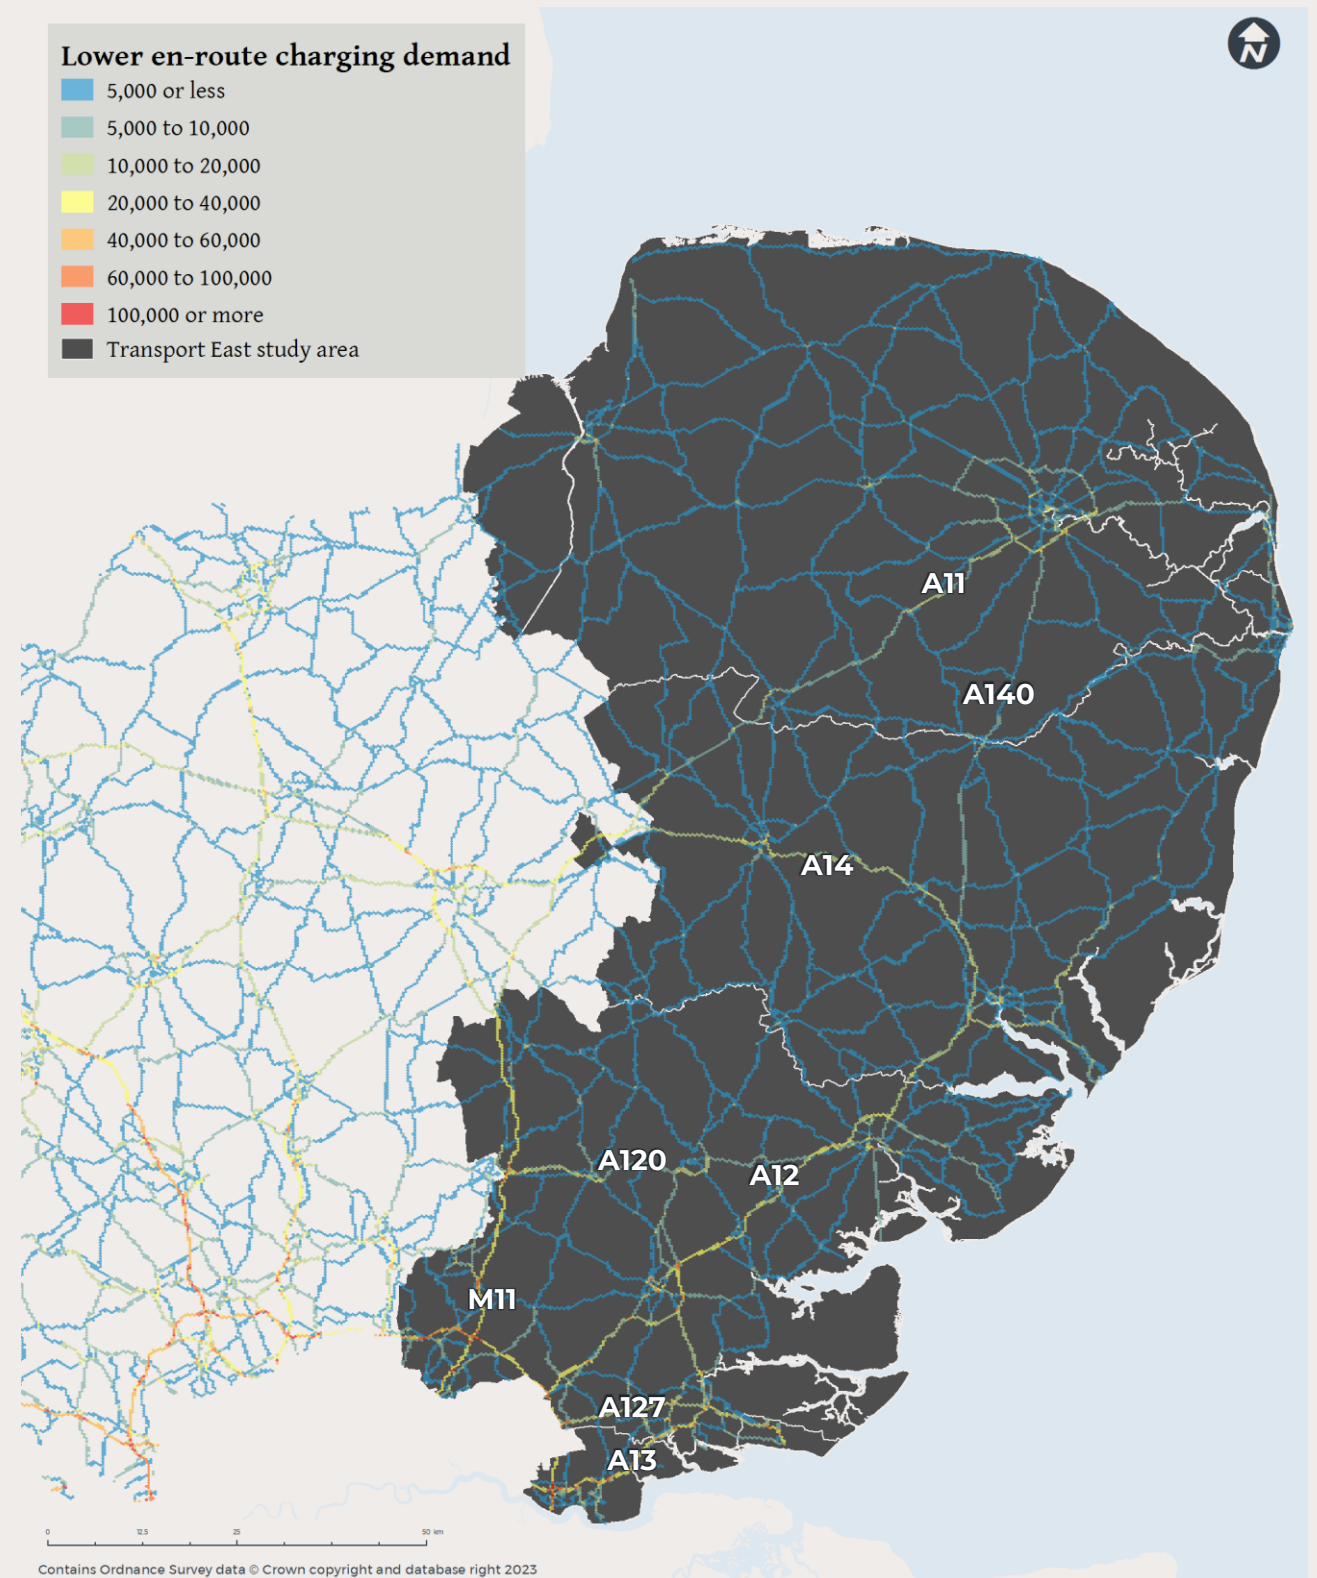 Lower en-route charging demand
5,000 or less
5,000 to 10,000
10,000 to 20,000
20,000 to 40,000
40,000 to 60,000
60,000 to 100,000
100,000 or more
Transport East study area
N
A11
A140
A14
A120
A12
M11
A127
A13
0 12.5 25 50 km
Contains Ordnance Survey data © Crown copyright and database right 2023